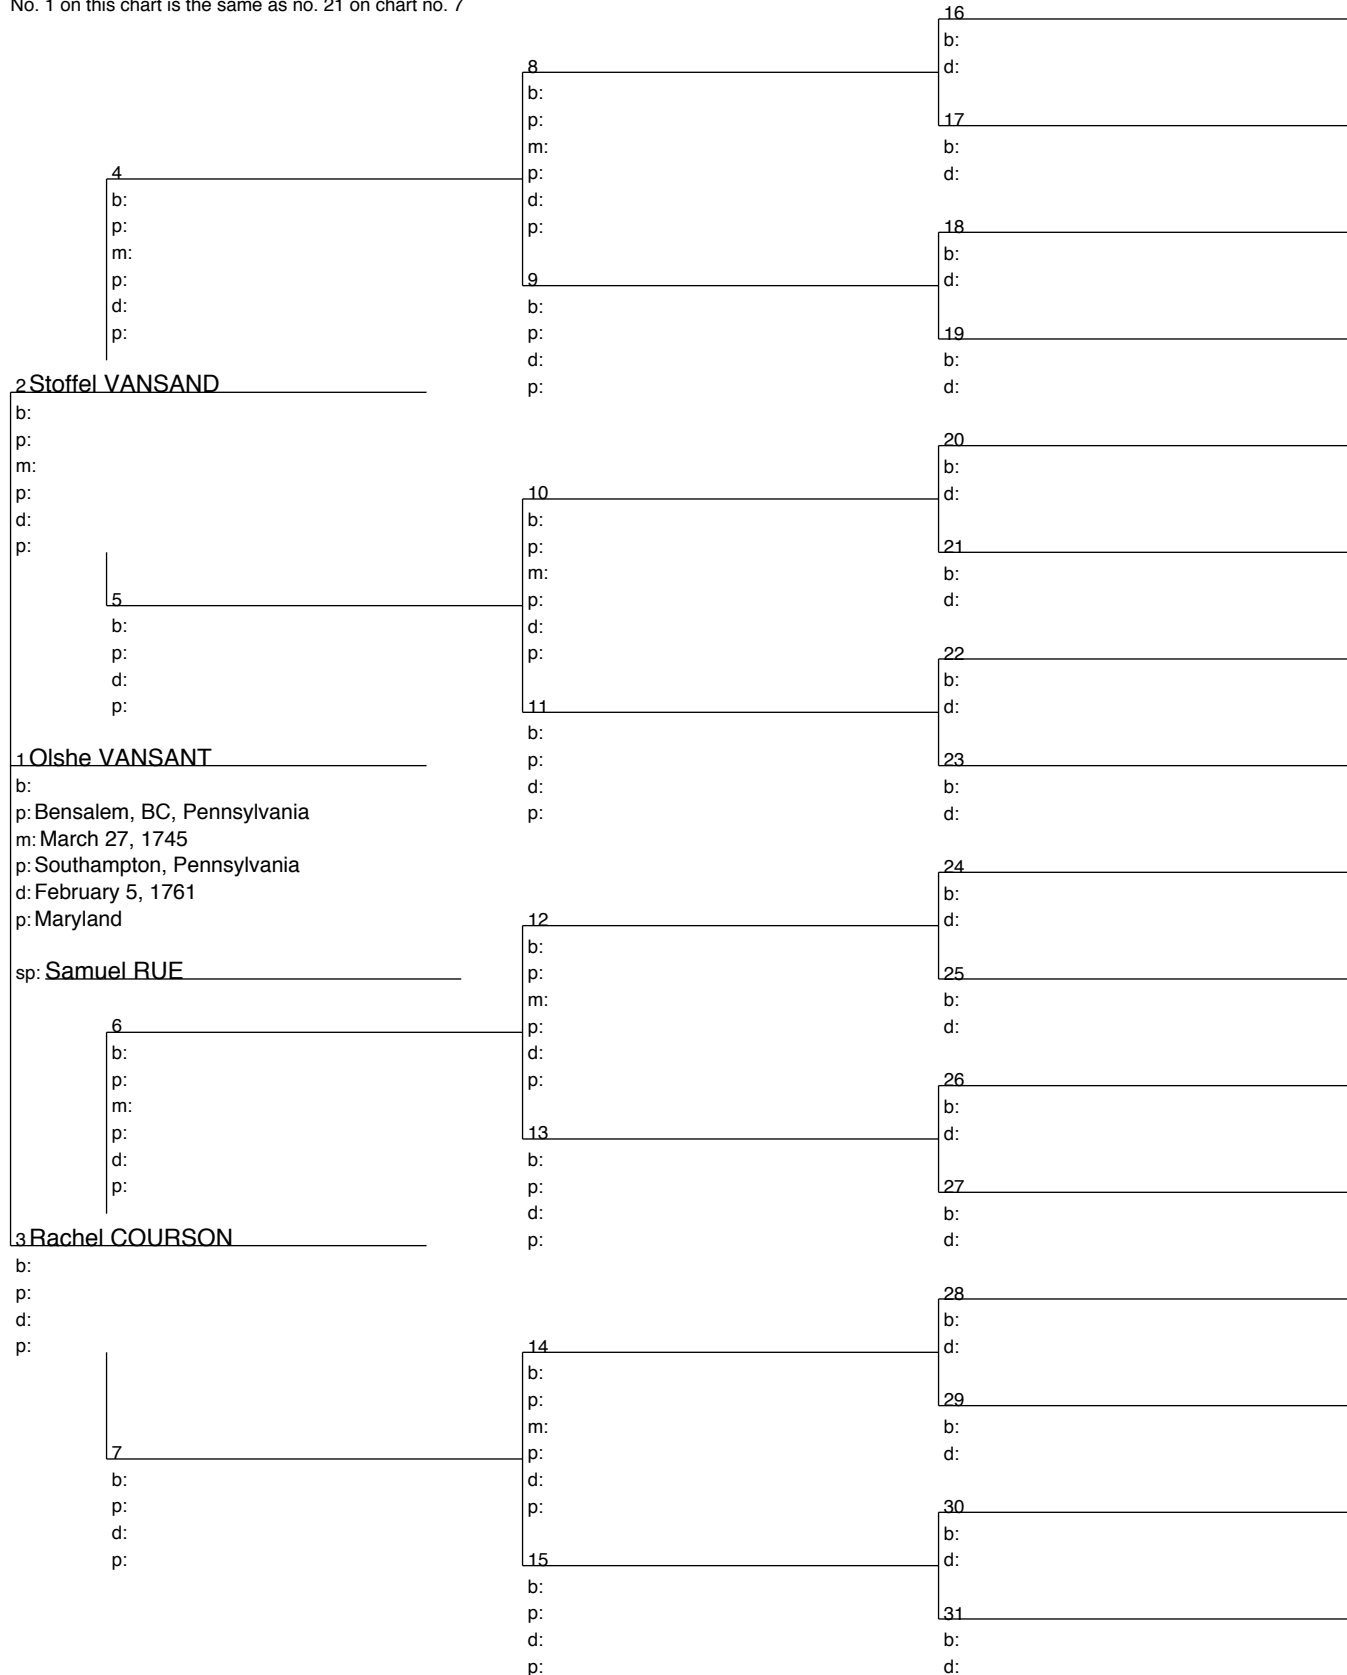 No. 1 on this chart is the same as no. 21 on chart no. 7
16
b:
d:
8
b:
p:
m:
p:
d:
p:
17
b:
d:
4
b:
p:
m:
p:
d:
p:
18
b:
d:
9
b:
p:
d:
p:
19
b:
d:
2 Stoffel VANSAND
b:
p:
m:
p:
d:
p:
20
b:
d:
10
b:
p:
m:
p:
d:
p:
21
b:
d:
5
b:
p:
d:
p:
22
b:
d:
11
b:
p:
d:
p:
23
b:
d:
1 Olshe VANSANT
b:
p: Bensalem, BC, Pennsylvania
m: March 27, 1745
p: Southampton, Pennsylvania
d: February 5, 1761
p: Maryland
sp: Samuel RUE
24
b:
d:
12
b:
p:
m:
p:
d:
p:
25
b:
d:
6
b:
p:
m:
p:
d:
p:
26
b:
d:
13
b:
p:
d:
p:
27
b:
d:
3 Rachel COURSON
b:
p:
d:
p:
28
b:
d:
14
b:
p:
m:
p:
d:
p:
29
b:
d:
7
b:
p:
d:
p:
30
b:
d:
15
b:
p:
d:
p:
31
b:
d: